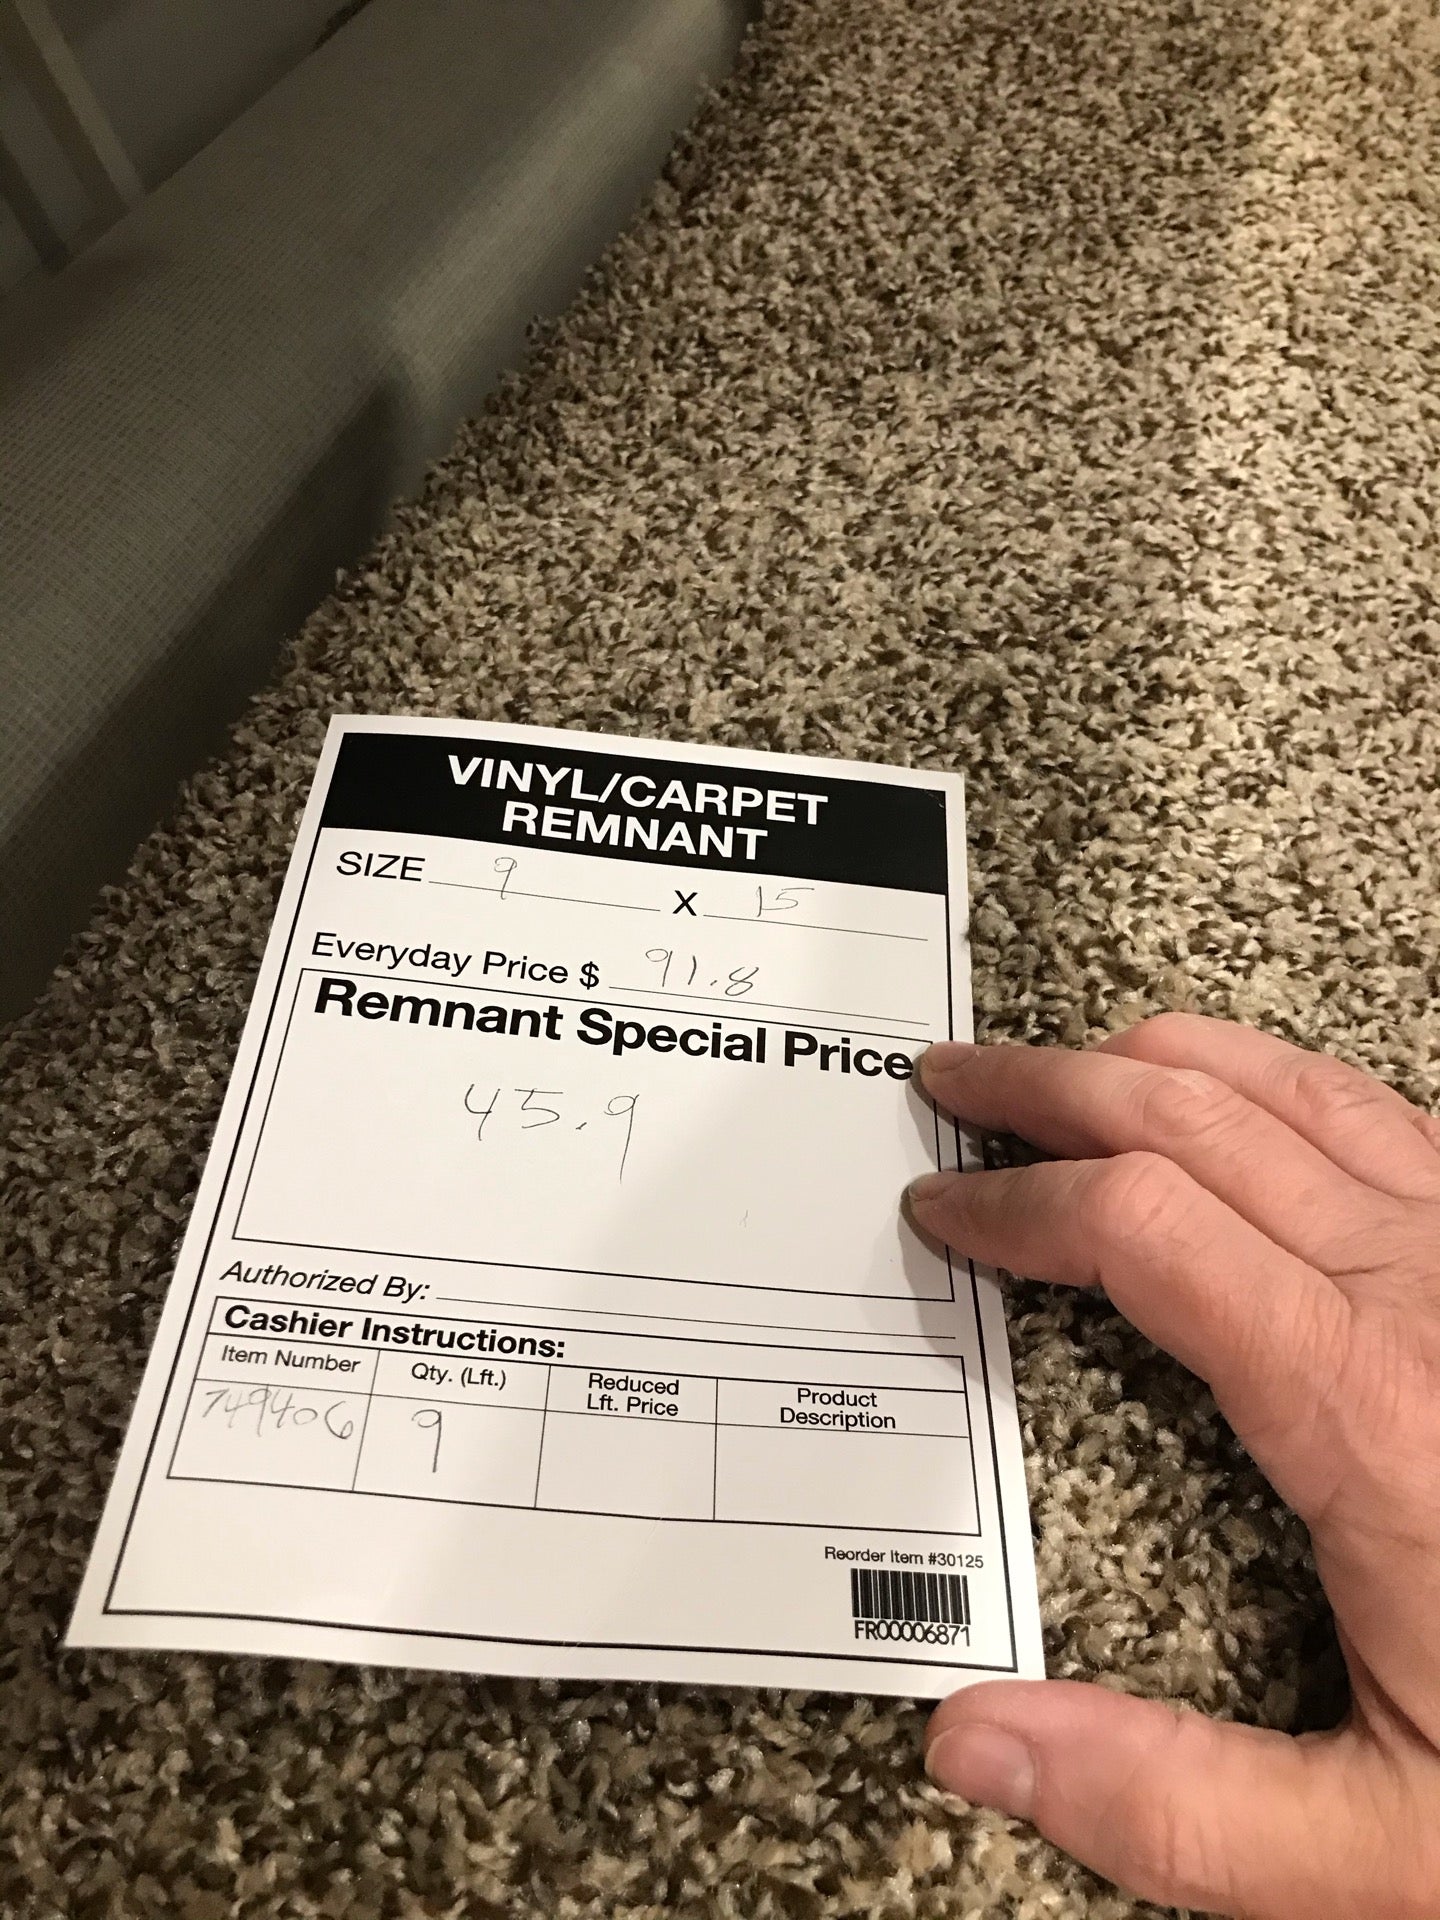 VINYL/CARPET
REMNANT
SIZE 9 X 15
Everyday Price $ 91.8
Remnant Special Price
45.9
Authorized By:
Cashier Instructions:
Item Number Qty. (Lft.) Reduced Lft. Price Product Description
749406 9
Reorder Item #30125
FR00006871